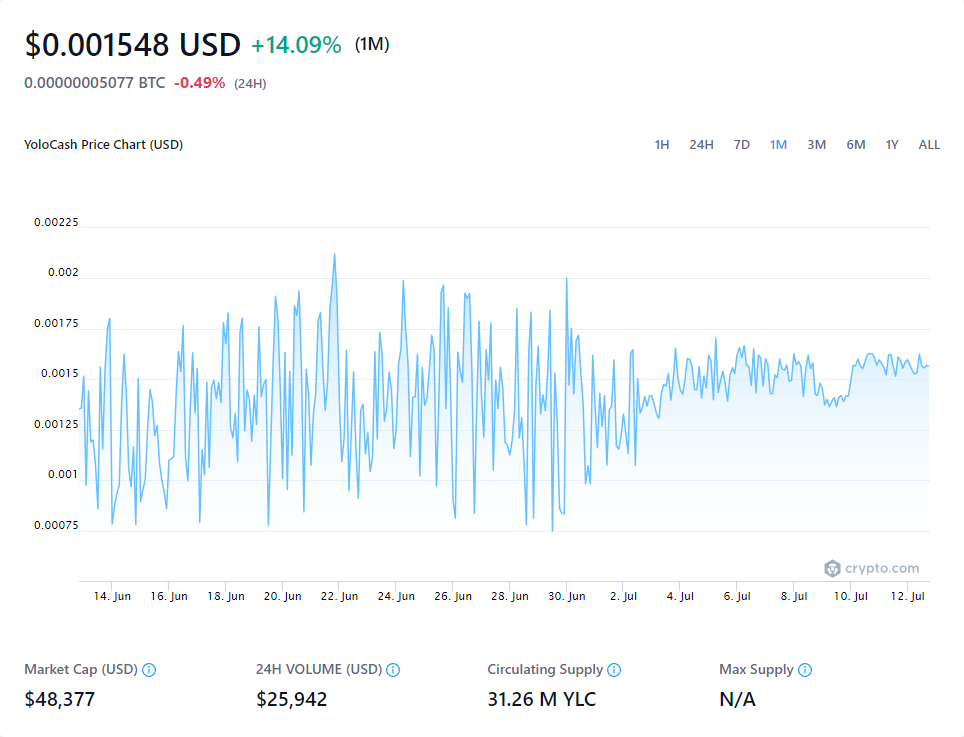 $0.001548 USD +14.09% (1M)
0.00000005077 BTC -0.49% (24H)
YoloCash Price Chart (USD) 1H 24H 7D 1M 3M 6M 1Y ALL
0.00225
0.002
0.00175
0.0015
0.00125
0.001
0.00075
crypto.com
14. Jun 16. Jun 18. Jun 20. Jun 22. Jun 24. Jun 26. Jun 28. Jun 30. Jun 2. Jul 4. Jul 6. Jul 8. Jul 10. Jul 12. Jul
Market Cap (USD) 24H VOLUME (USD) Circulating Supply Max Supply
$48,377 $25,942 31.26 M YLC N/A